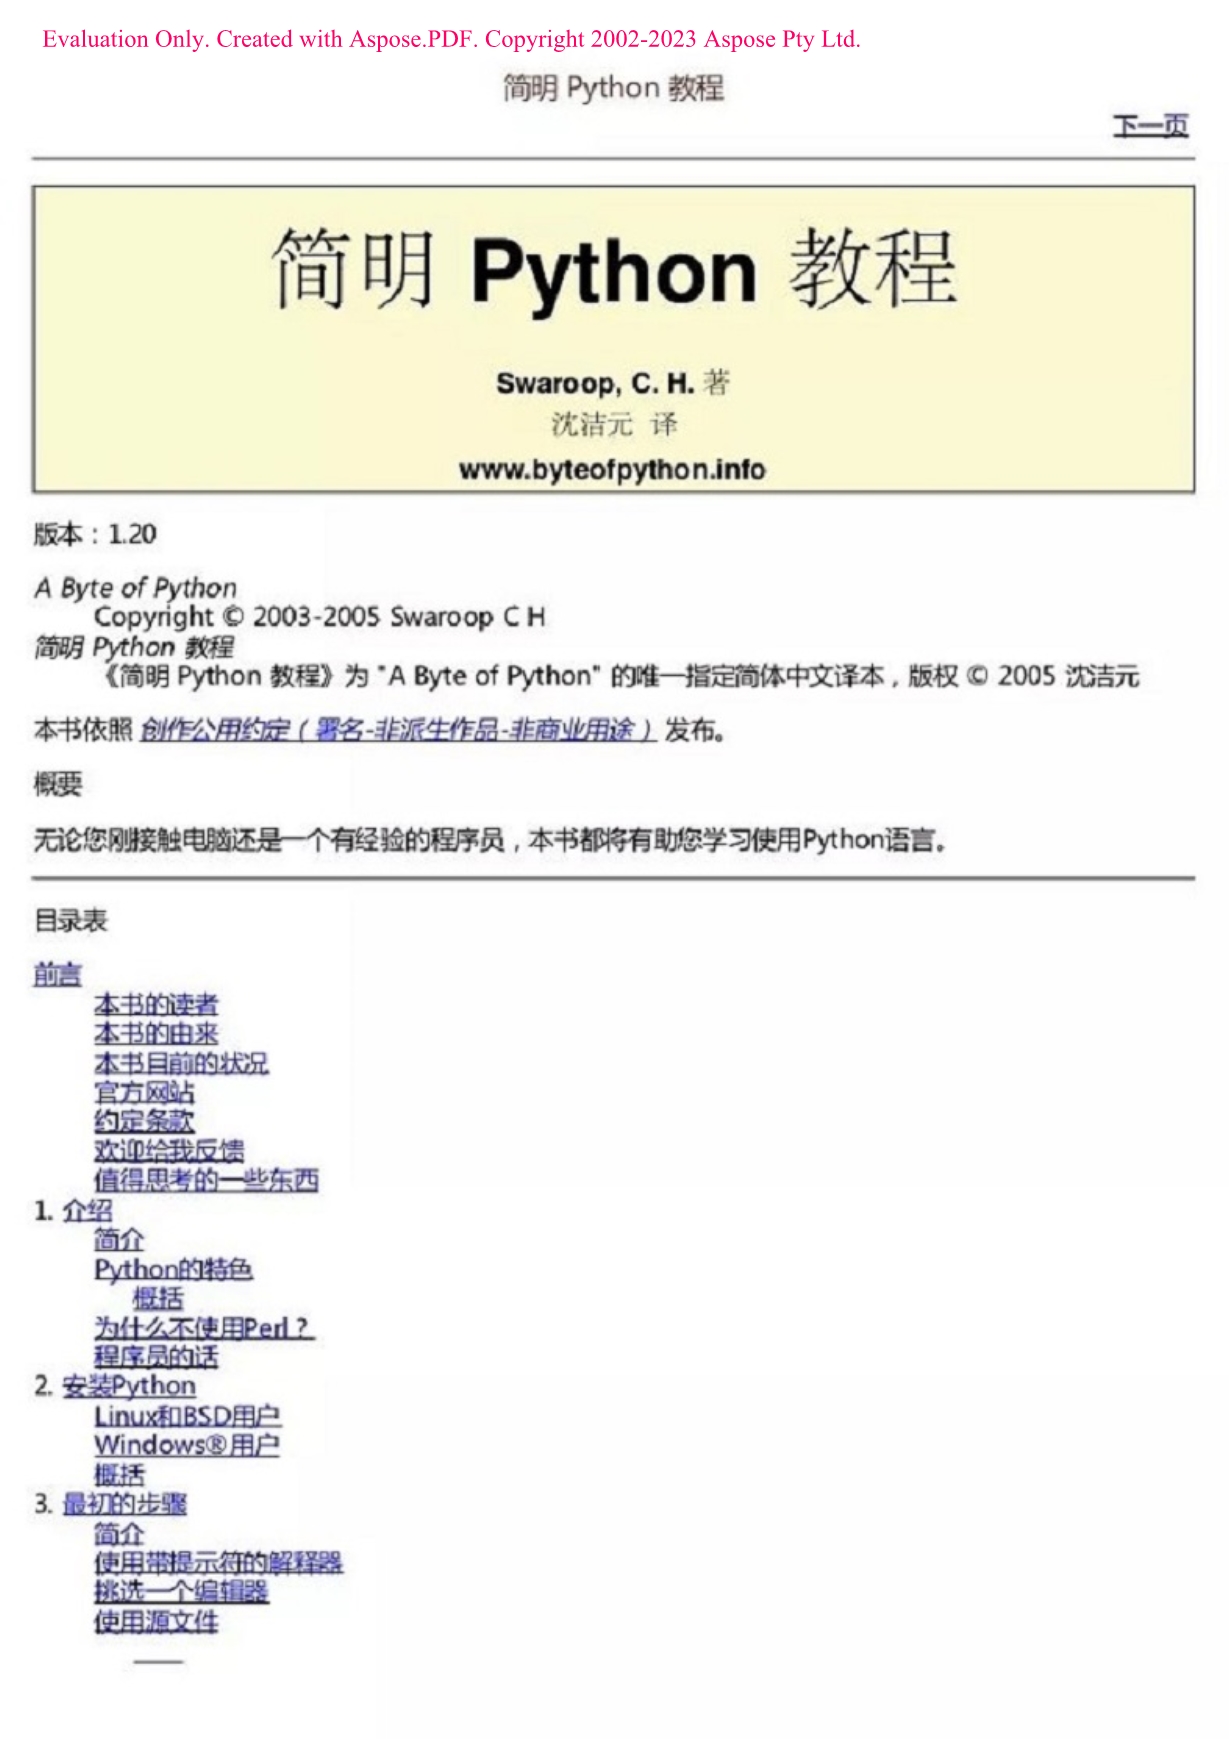 Evaluation Only. Created with Aspose.PDF. Copyright 2002-2023 Aspose Pty Ltd.
简明 Python 教程
下一页
简明 Python 教程
Swaroop, C. H. 著
沈洁元 译
www.byteofpython.info
版本：1.20
A Byte of Python
Copyright © 2003-2005 Swaroop C H
简明 Python 教程
《简明 Python 教程》为 "A Byte of Python" 的唯一指定简体中文译本，版权 © 2005 沈洁元
本书依照 创作公用约定（署名-非派生作品-非商业用途） 发布。
概要
无论您刚接触电脑还是一个有经验的程序员，本书都将有助您学习使用Python语言。
目录表
前言
本书的读者
本书的由来
本书目前的状况
官方网站
约定条款
欢迎给我反馈
值得思考的一些东西
1. 介绍
简介
Python的特色
概括
为什么不使用Perl？
程序员的话
2. 安装Python
Linux和BSD用户
Windows®用户
概括
3. 最初的步骤
简介
使用带提示符的解释器
挑选一个编辑器
使用源文件